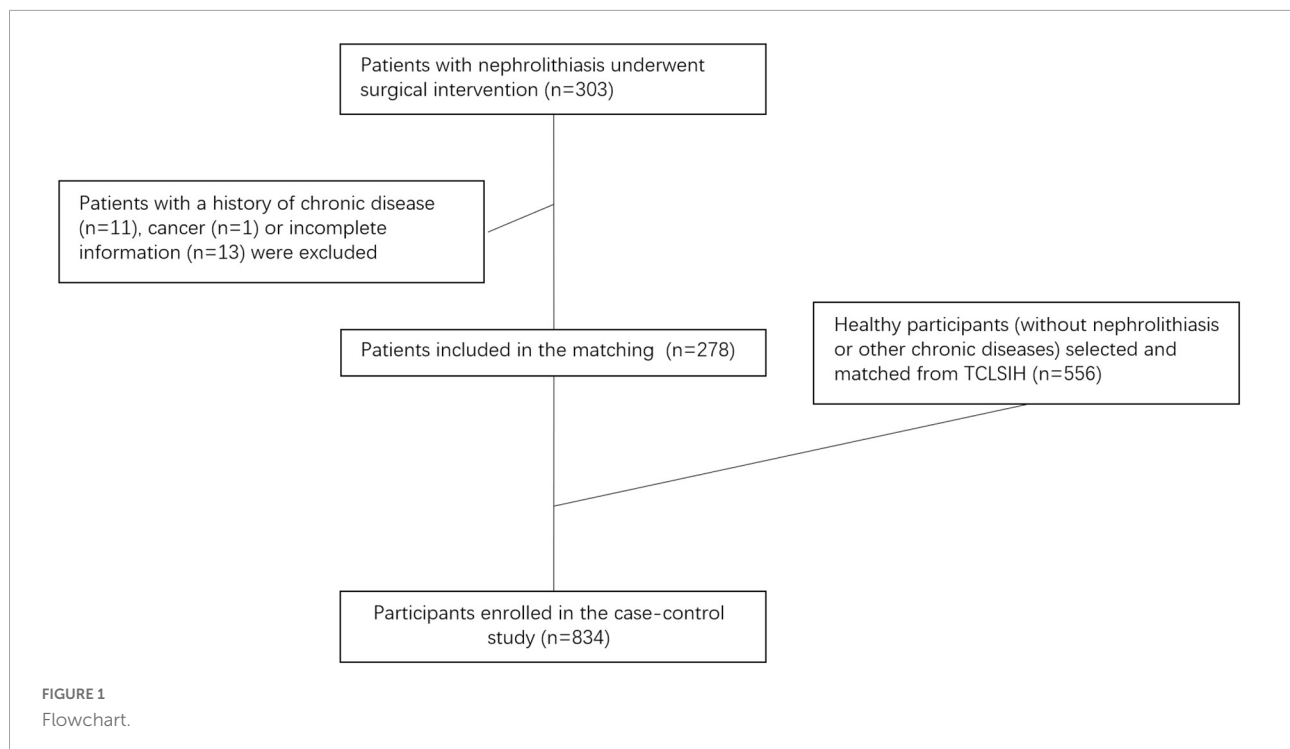 Patients with nephrolithiasis underwent
surgical intervention (n=303)
Patients with a history of chronic disease
(n=11), cancer (n=1) or incomplete
information (n=13) were excluded
Patients included in the matching (n=278)
Healthy participants (without nephrolithiasis
or other chronic diseases) selected and
matched from TCLSIH (n=556)
Participants enrolled in the case-control
study (n=834)
FIGURE 1
Flowchart.